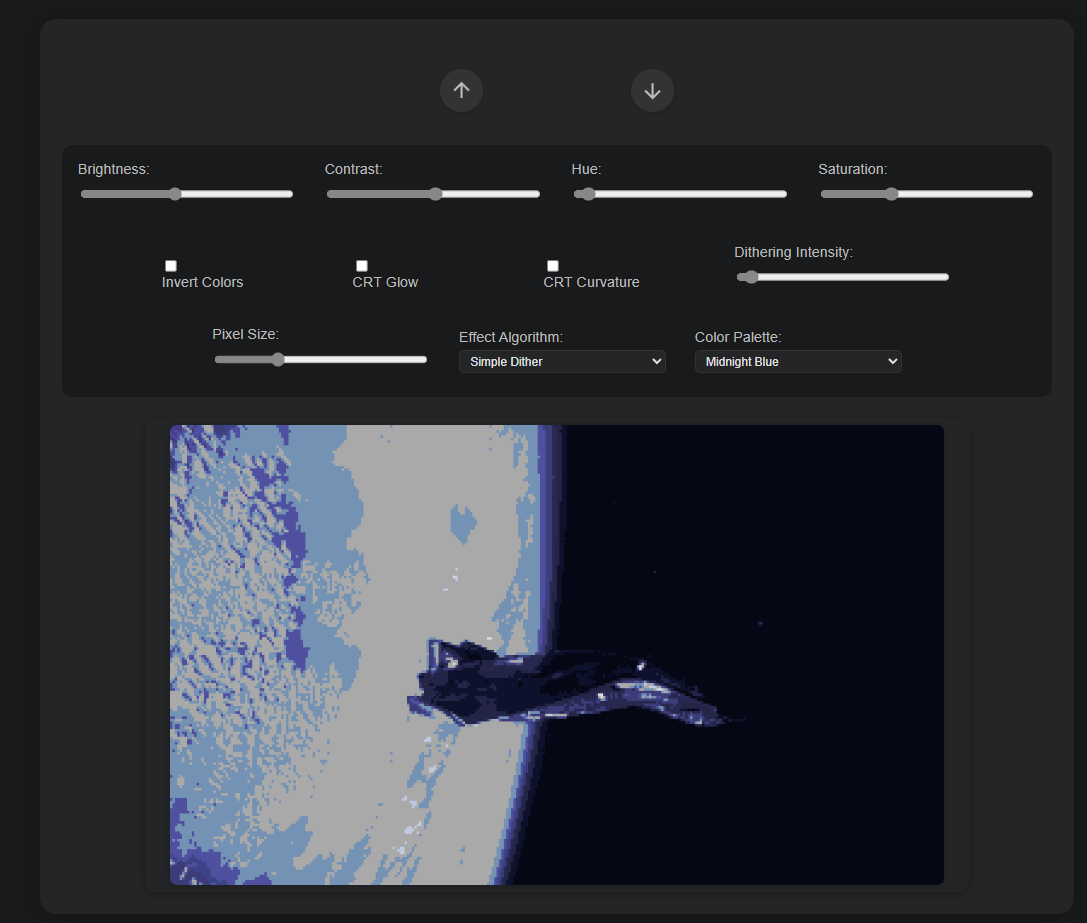 Brightness:
Contrast:
Hue:
Saturation:
Invert Colors
CRT Glow
CRT Curvature
Dithering Intensity:
Pixel Size:
Effect Algorithm:
Simple Dither
Color Palette:
Midnight Blue